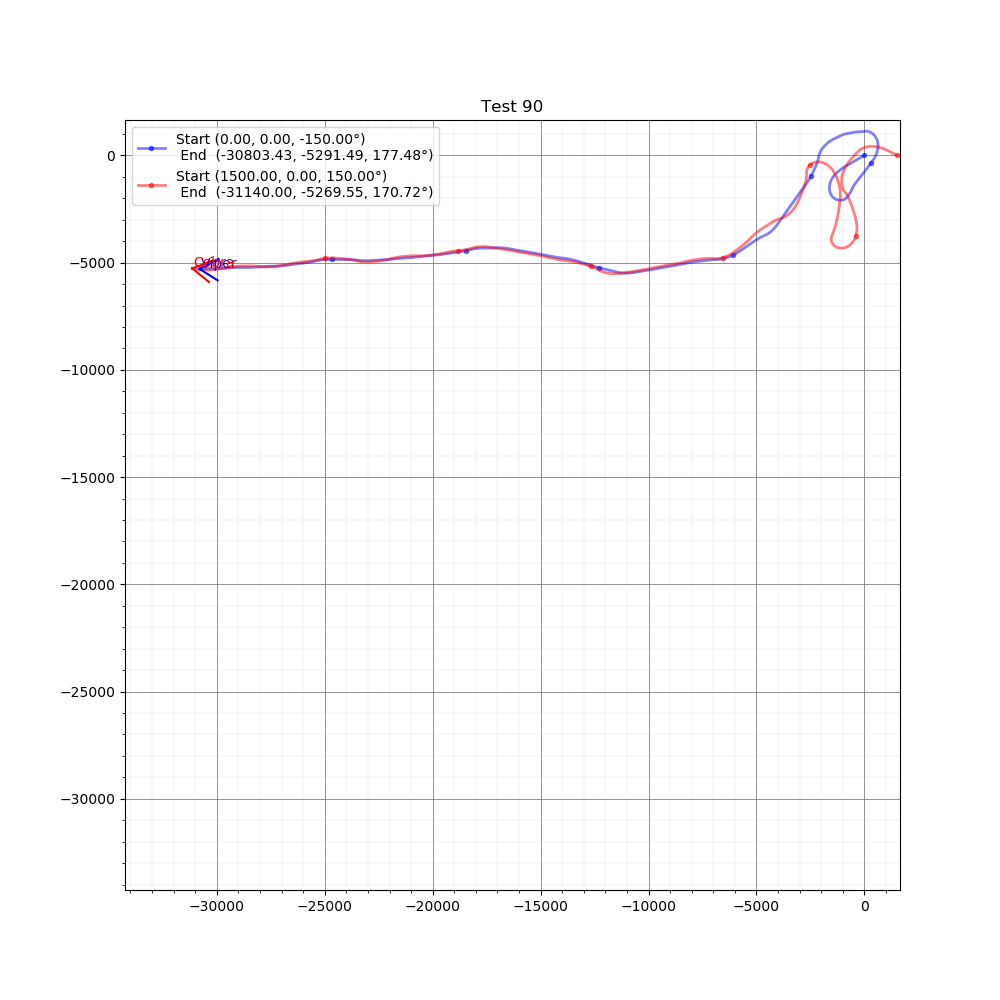 Test 90
Start (0.00, 0.00, -150.00°)
End (-30803.43, -5291.49, 177.48°)
Start (1500.00, 0.00, 150.00°)
End (-31140.00, -5269.55, 170.72°)
0
−5000
−10000
−15000
−20000
−25000
−30000
−30000 −25000 −20000 −15000 −10000 −5000 0